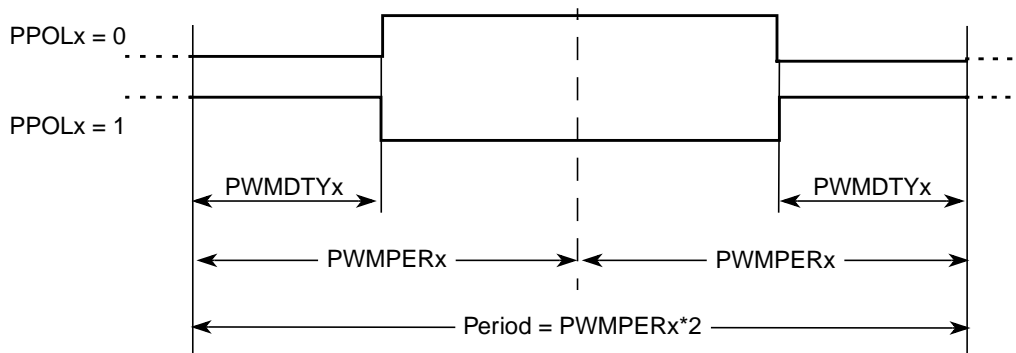 PPOLx = 0
PPOLx = 1
PWMDTYx PWMDTYx
PWMPERx PWMPERx
Period = PWMPERx*2